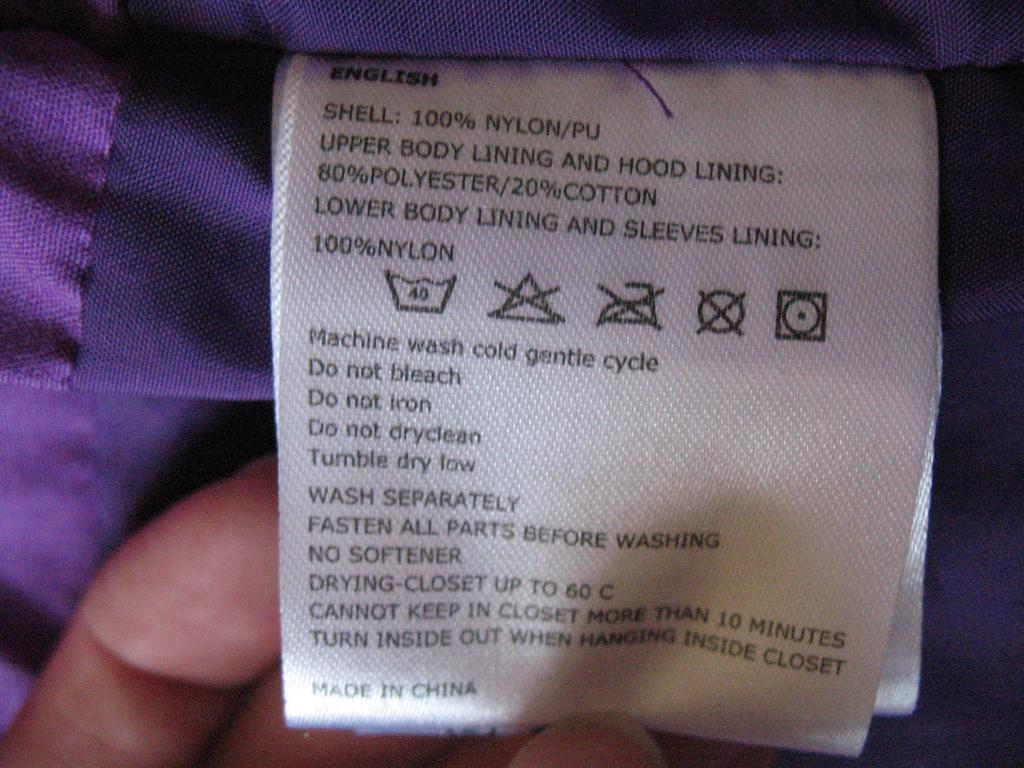 ENGLISH
SHELL: 100% NYLON/PU
UPPER BODY LINING AND HOOD LINING:
80%POLYESTER/20%COTTON
LOWER BODY LINING AND SLEEVES LINING:
100%NYLON
40
Machine wash cold gentle cycle
Do not bleach
Do not iron
Do not dryclean
Tumble dry low
WASH SEPARATELY
FASTEN ALL PARTS BEFORE WASHING
NO SOFTENER
DRYING-CLOSET UP TO 60 C
CANNOT KEEP IN CLOSET MORE THAN 10 MINUTES
TURN INSIDE OUT WHEN HANGING INSIDE CLOSET
MADE IN CHINA